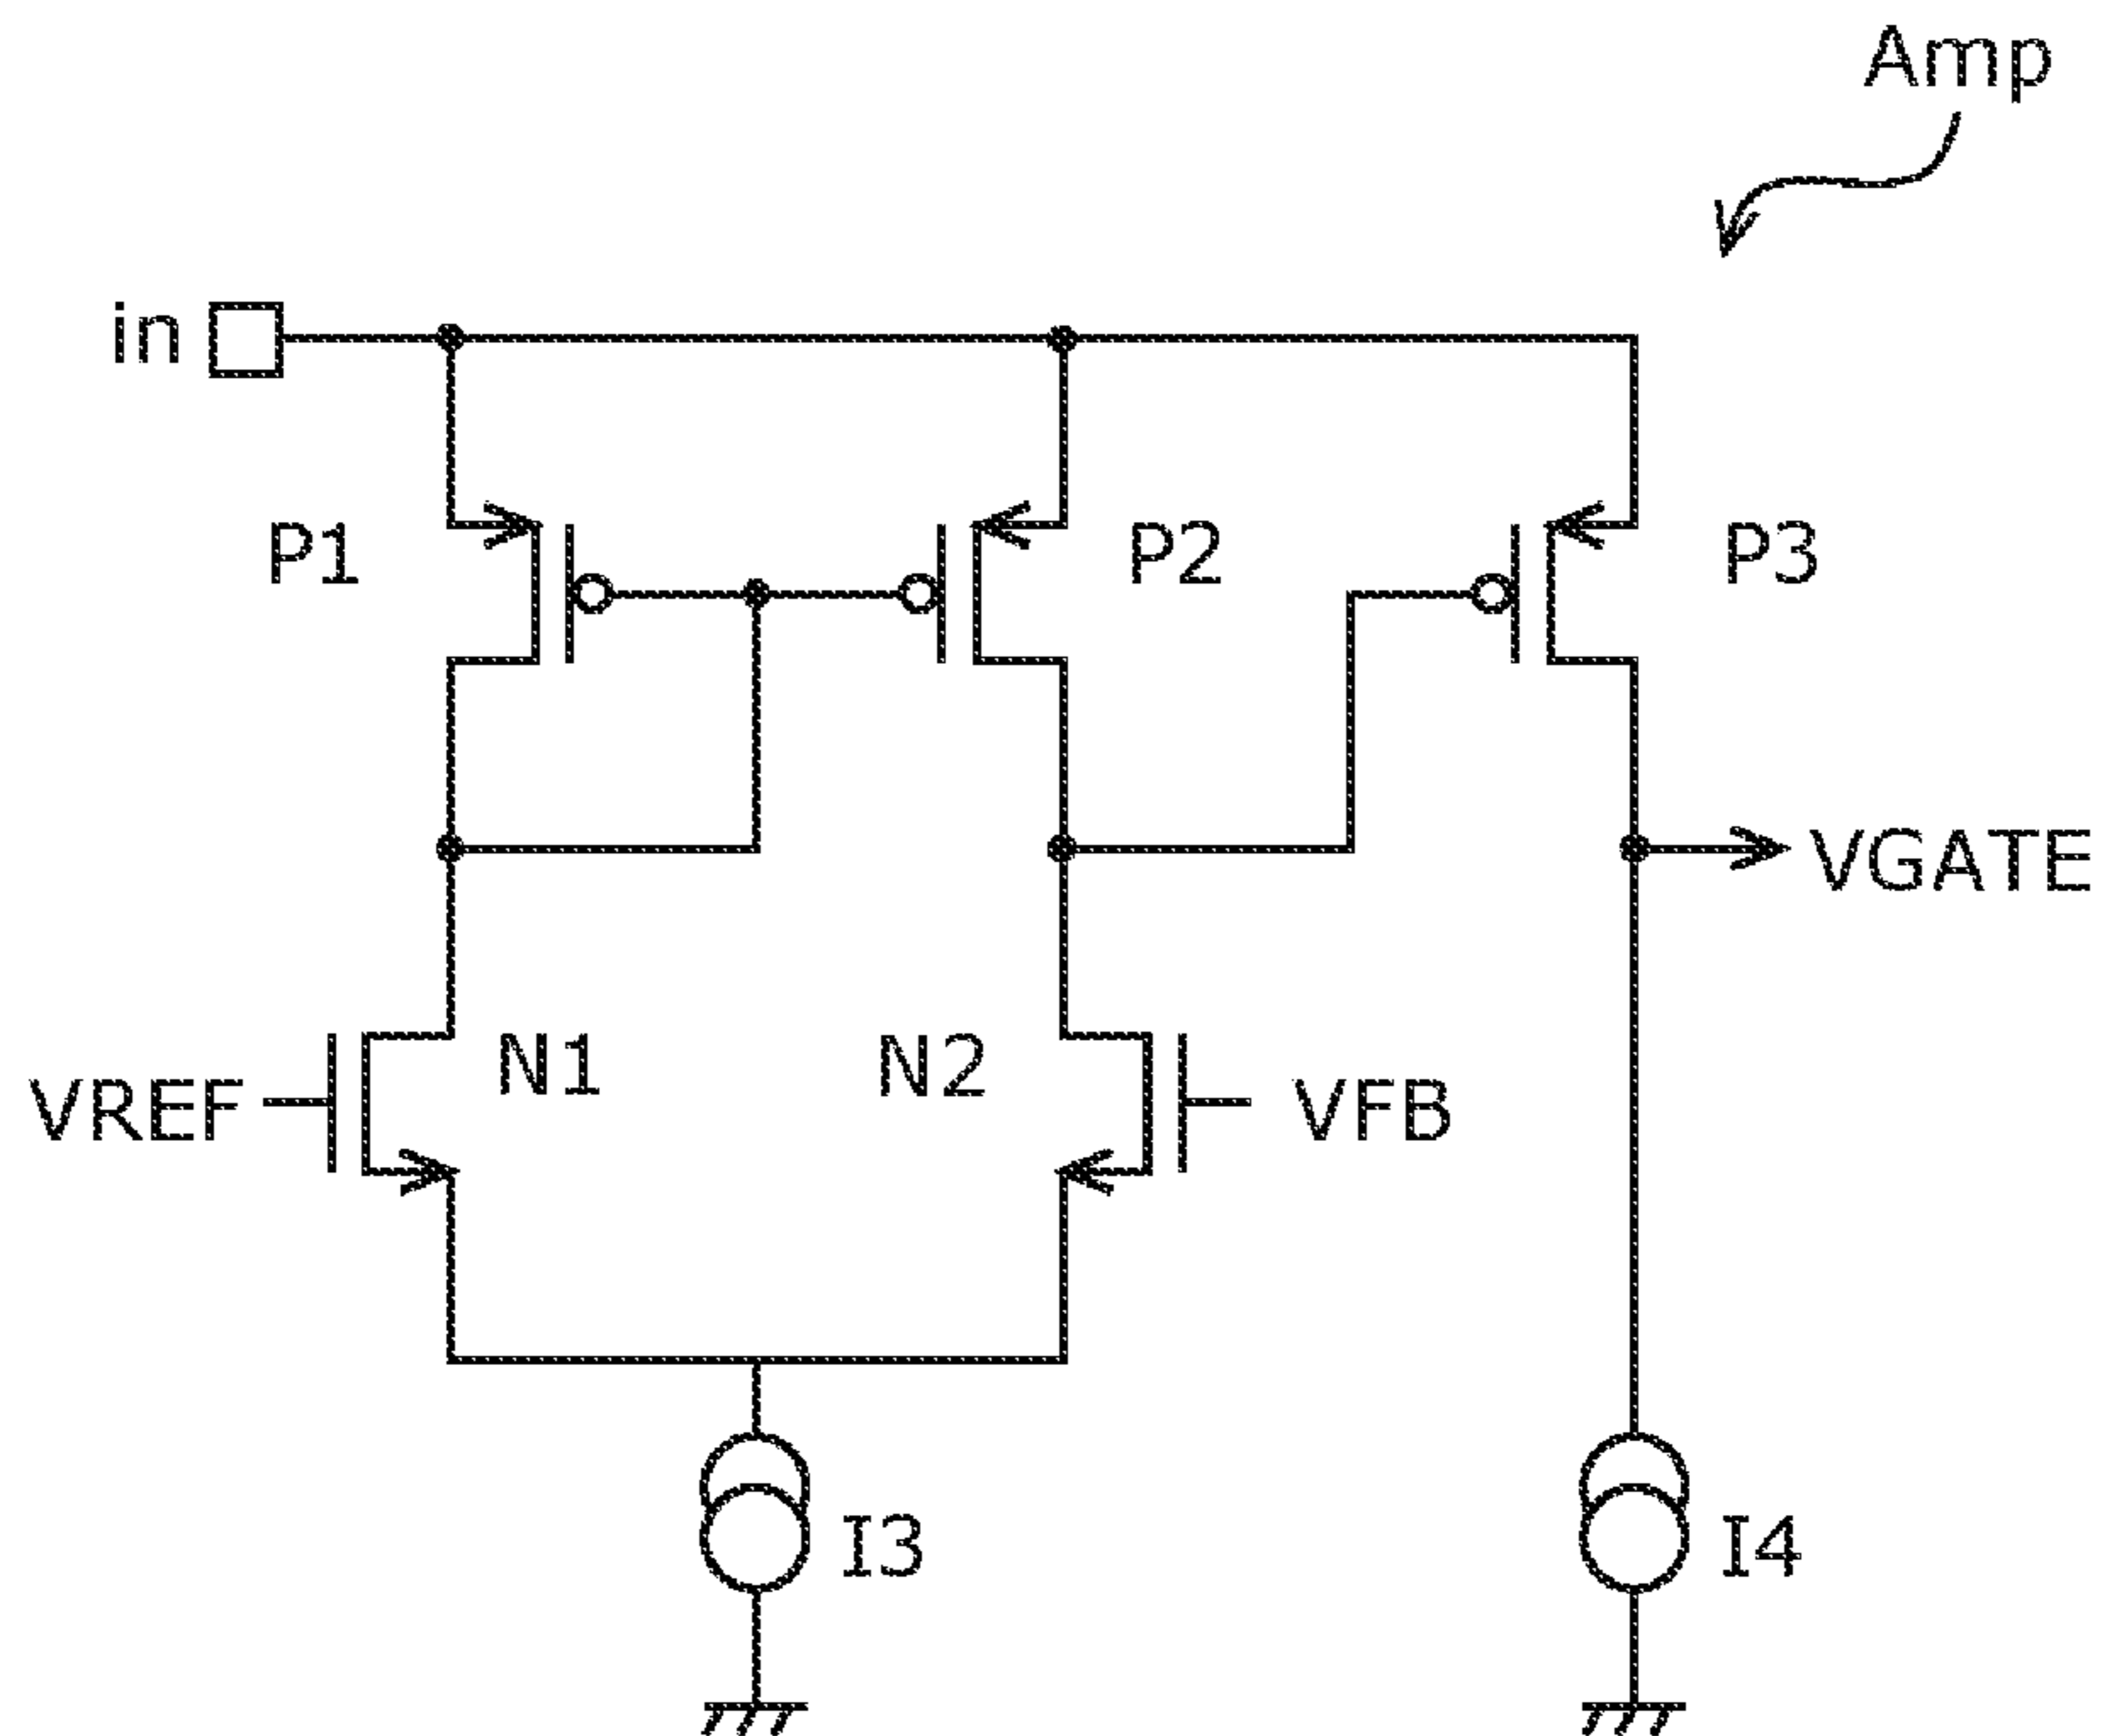 Amp
in
P1
P2
P3
VGATE
N1
N2
VREF
VFB
I3
I4